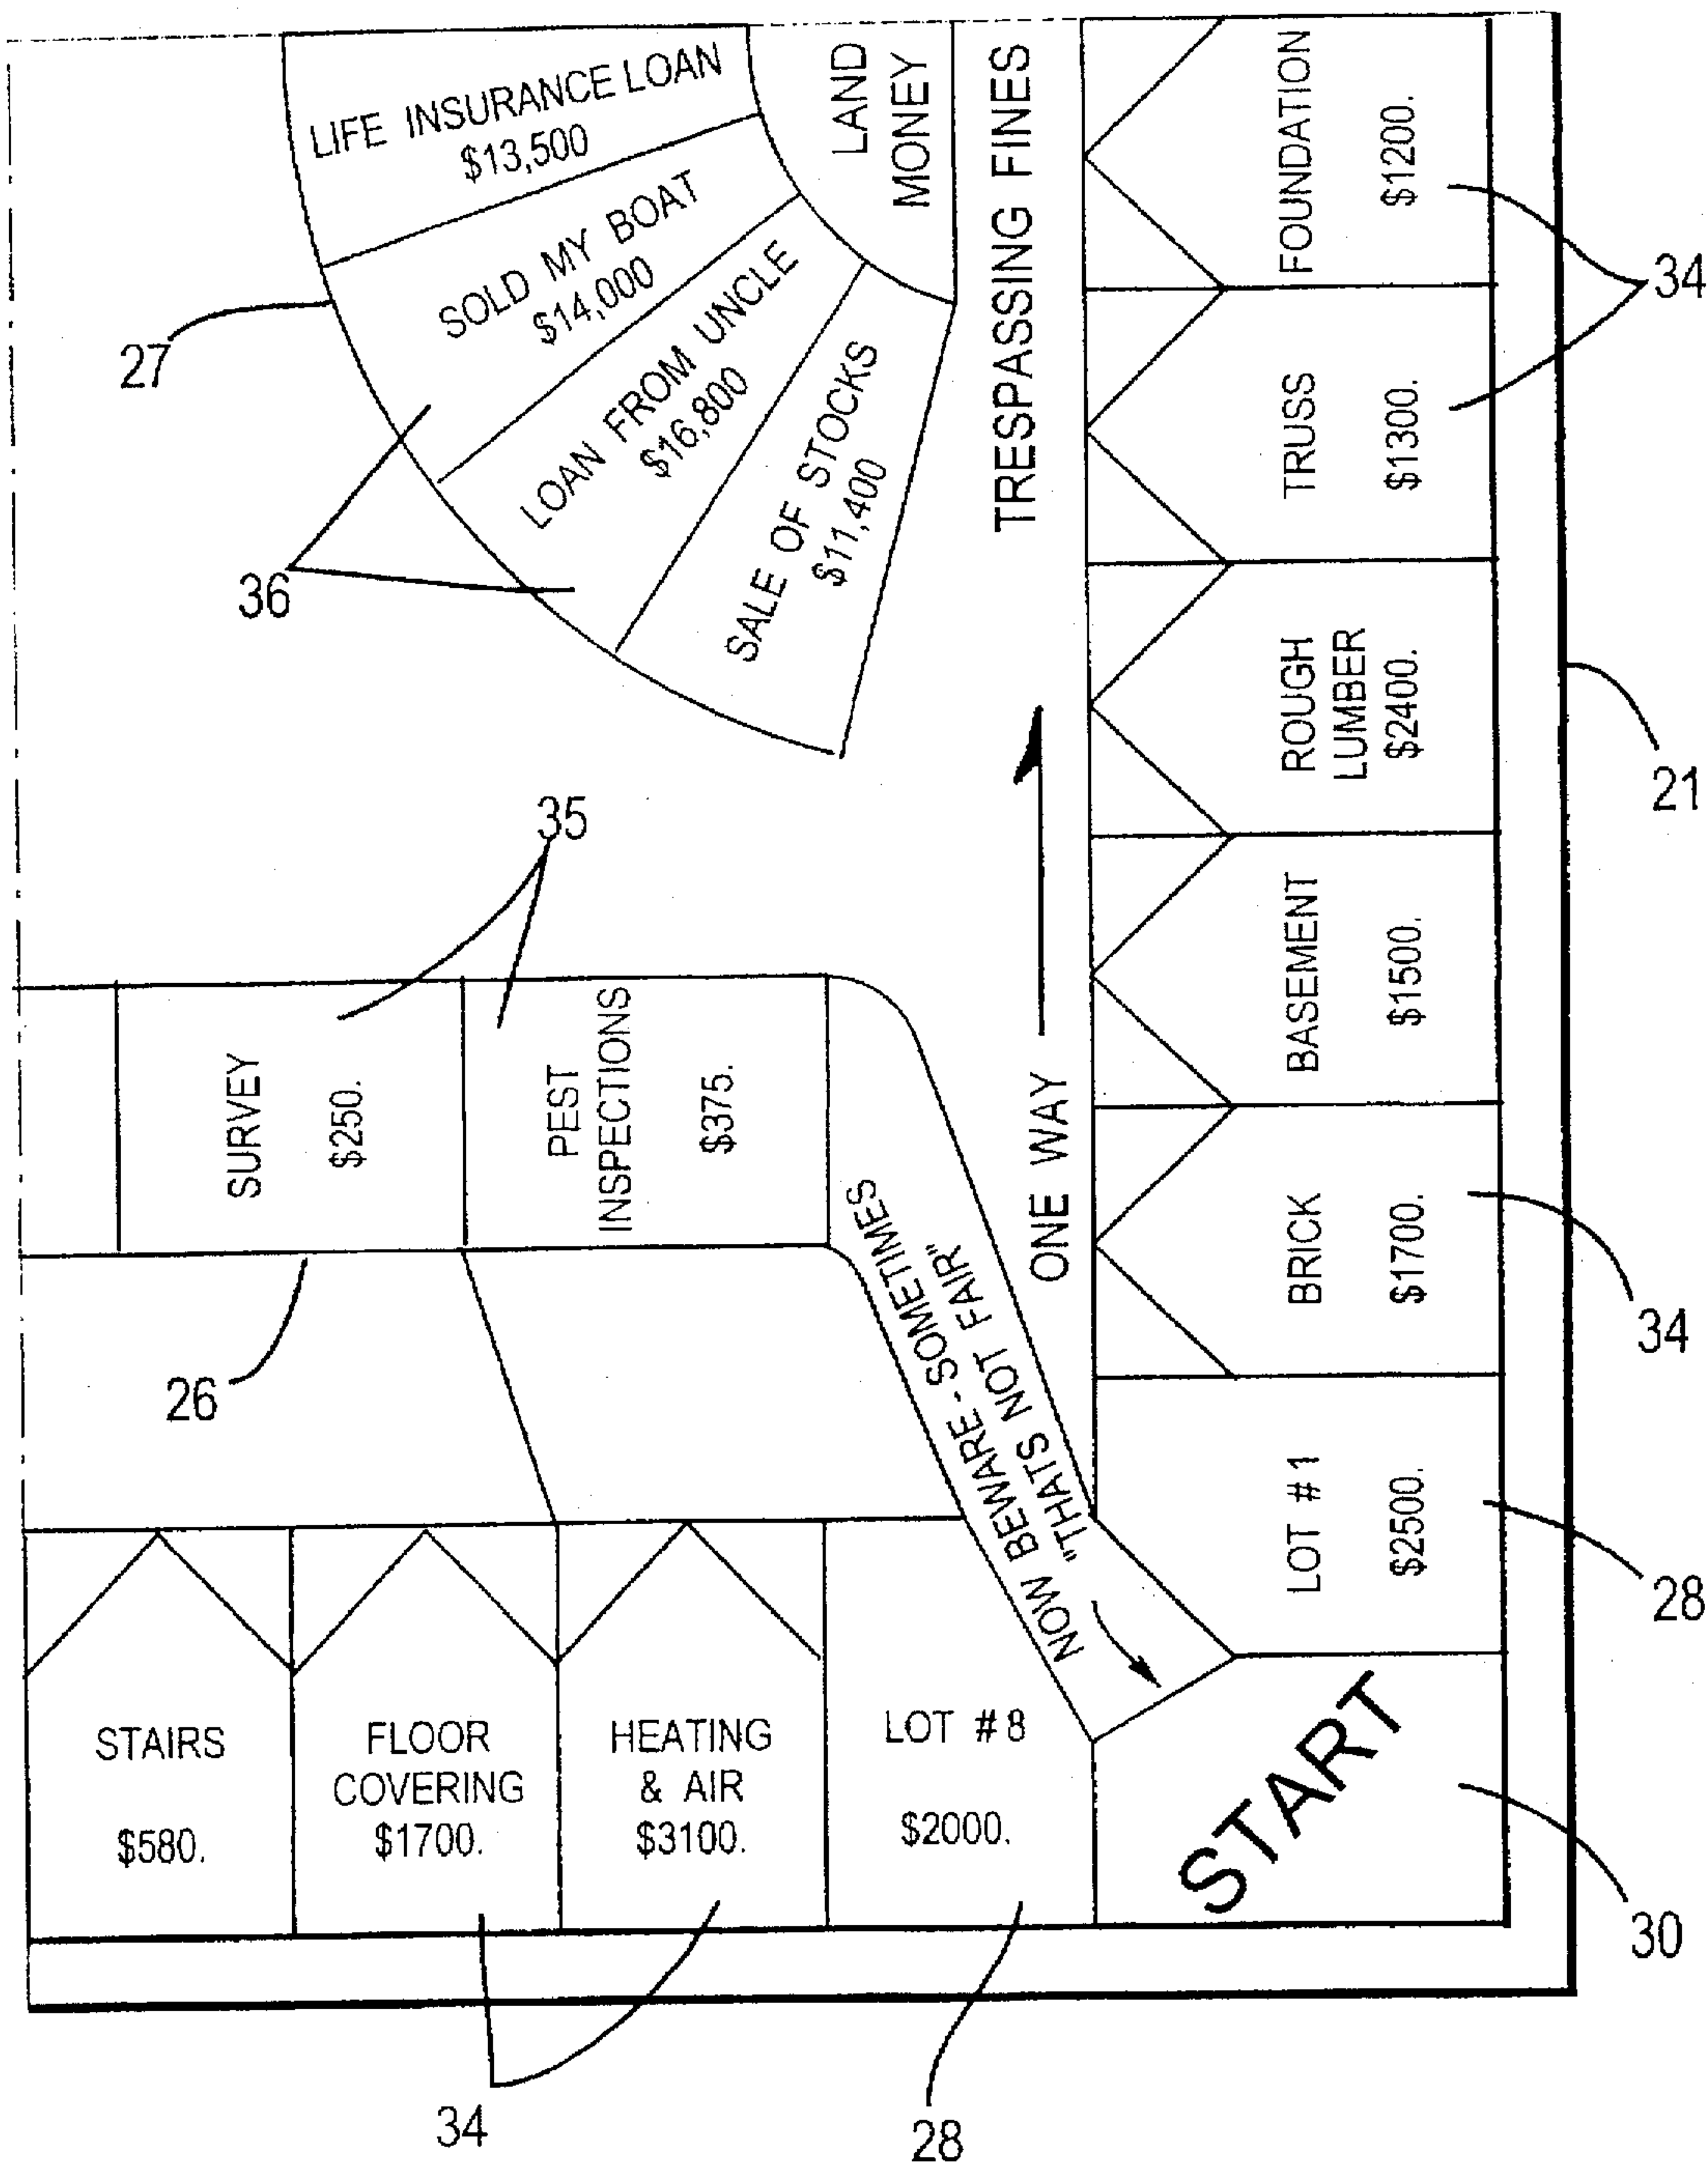 LIFE INSURANCE LOAN
$13,500
SOLD MY BOAT
$14,000
LOAN FROM UNCLE
$16,800
SALE OF STOCKS
$11,400
LAND
MONEY
TRESPASSING FINES
ONE WAY
FOUNDATION
$1200.
TRUSS
$1300.
ROUGH
LUMBER
$2400.
BASEMENT
$1500.
BRICK
$1700.
LOT #1
$2500.
START
NOW BEWARE - SOMETIMES
"THATS NOT FAIR"
SURVEY
$250.
PEST
INSPECTIONS
$375.
STAIRS
$580.
FLOOR
COVERING
$1700.
HEATING
& AIR
$3100.
LOT #8
$2000.
27
36
35
26
34
21
34
28
30
34
28